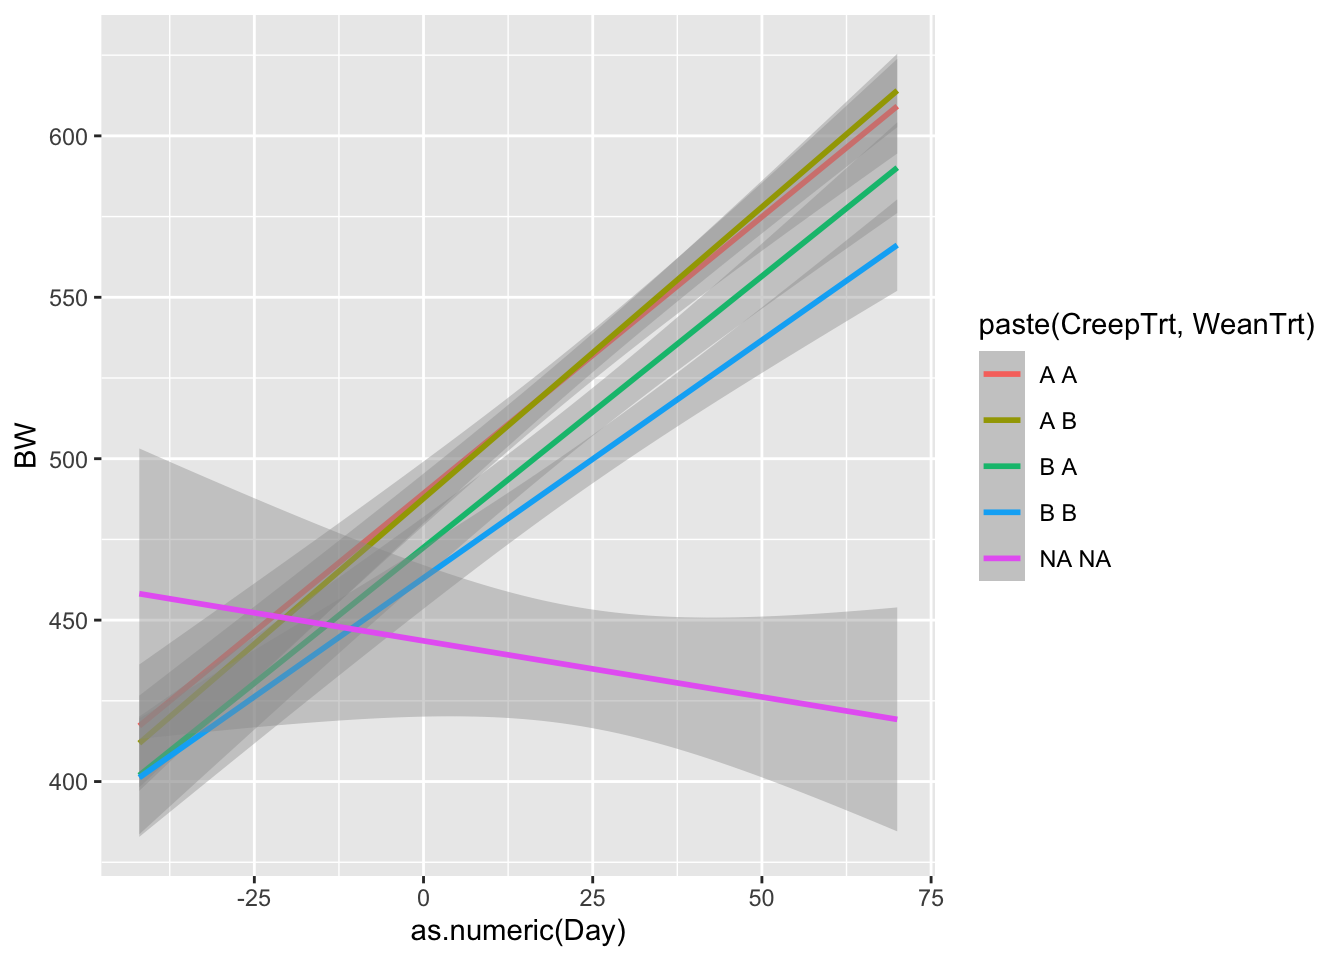 600
550
500
450
400
BW
-25
0
25
50
75
as.numeric(Day)
paste(CreepTrt, WeanTrt)
A A
A B
B A
B B
NA NA